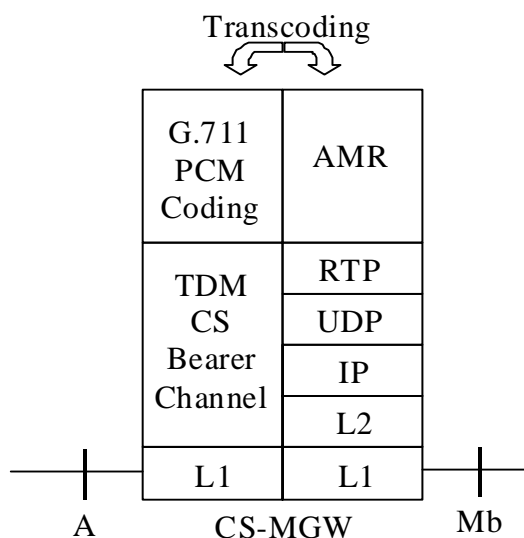 Transcoding
G.711
PCM
Coding
AMR
TDM
CS
Bearer
Channel
RTP
UDP
IP
L2
L1
L1
A
CS-MGW
Mb